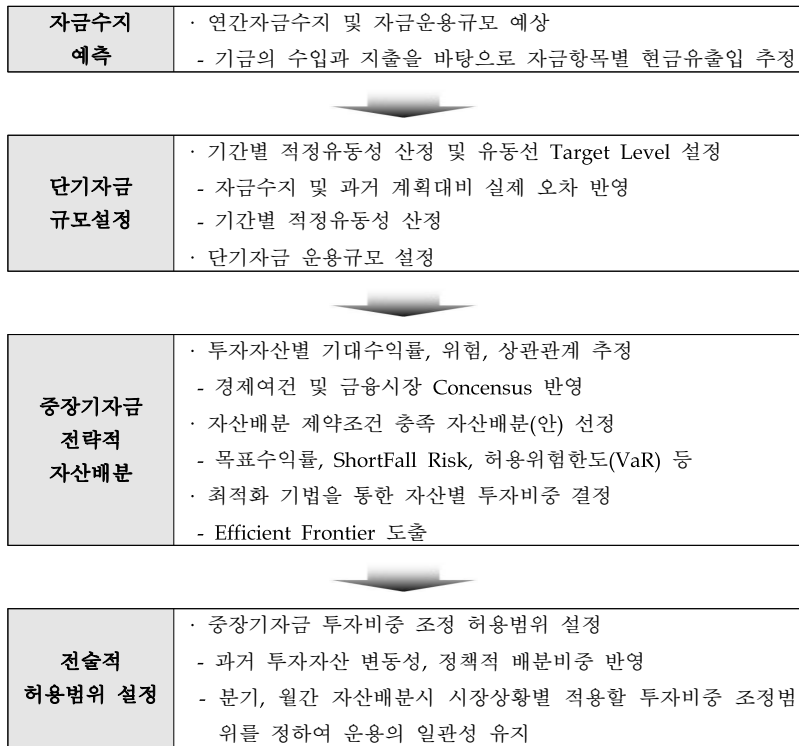 자금수지
예측
· 연간자금수지 및 자금운용규모 예상
- 기금의 수입과 지출을 바탕으로 자금항목별 현금유출입 추정
단기자금
규모설정
· 기간별 적정유동성 산정 및 유동선 Target Level 설정
- 자금수지 및 과거 계획대비 실제 오차 반영
- 기간별 적정유동성 산정
· 단기자금 운용규모 설정
중장기자금
전략적
자산배분
· 투자자산별 기대수익률, 위험, 상관관계 추정
- 경제여건 및 금융시장 Concensus 반영
· 자산배분 제약조건 충족 자산배분(안) 선정
- 목표수익률, ShortFall Risk, 허용위험한도(VaR) 등
· 최적화 기법을 통한 자산별 투자비중 결정
- Efficient Frontier 도출
전술적
허용범위 설정
· 중장기자금 투자비중 조정 허용범위 설정
- 과거 투자자산 변동성, 정책적 배분비중 반영
- 분기, 월간 자산배분시 시장상황별 적용할 투자비중 조정범
위를 정하여 운용의 일관성 유지